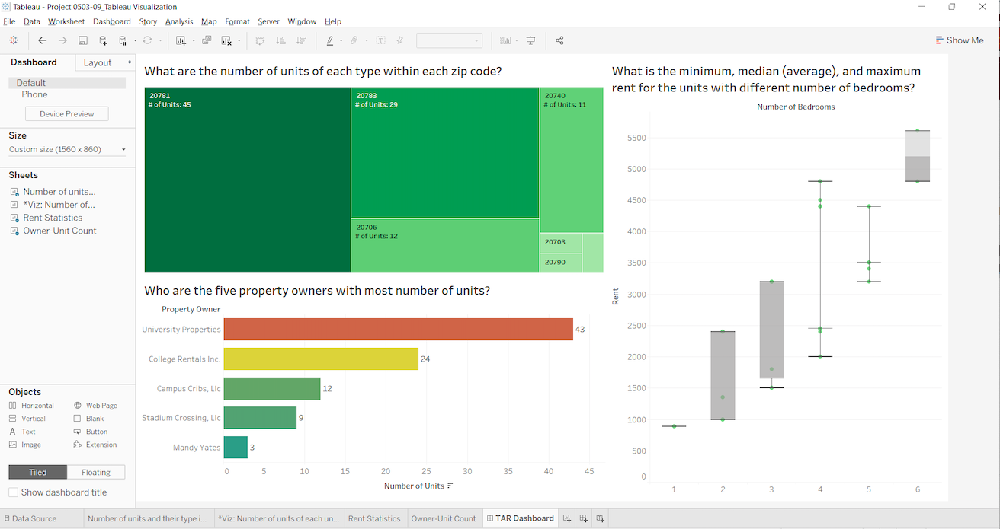 Tableau - Project 0503-09_Tableau Visualization
File Data Worksheet Dashboard Story Analysis Map Format Server Window Help
Show Me
Dashboard Layout
Default
Phone
Device Preview
Size
Custom size (1560 x 860)
Sheets
Number of units...
*Viz: Number of...
Rent Statistics
Owner-Unit Count
Objects
Horizontal Web Page
Vertical Blank
A Text Button
Image Extension
Tiled Floating
Show dashboard title
What are the number of units of each type within each zip code?
20781
# of Units: 45
20783
# of Units: 29
20740
# of Units: 11
20706
# of Units: 12
20703
20790
Who are the five property owners with most number of units?
Property Owner
University Properties 43
College Rentals Inc. 24
Campus Cribs, Llc 12
Stadium Crossing, Llc 9
Mandy Yates 3
0 5 10 15 20 25 30 35 40 45
Number of Units
What is the minimum, median (average), and maximum
rent for the units with different number of bedrooms?
Number of Bedrooms
5500
5000
4500
4000
3500
3000
2500
2000
1500
1000
500
0
Rent
1 2 3 4 5 6
Data Source Number of units and their type i... *Viz: Number of units of each un... Rent Statistics Owner-Unit Count TAR Dashboard